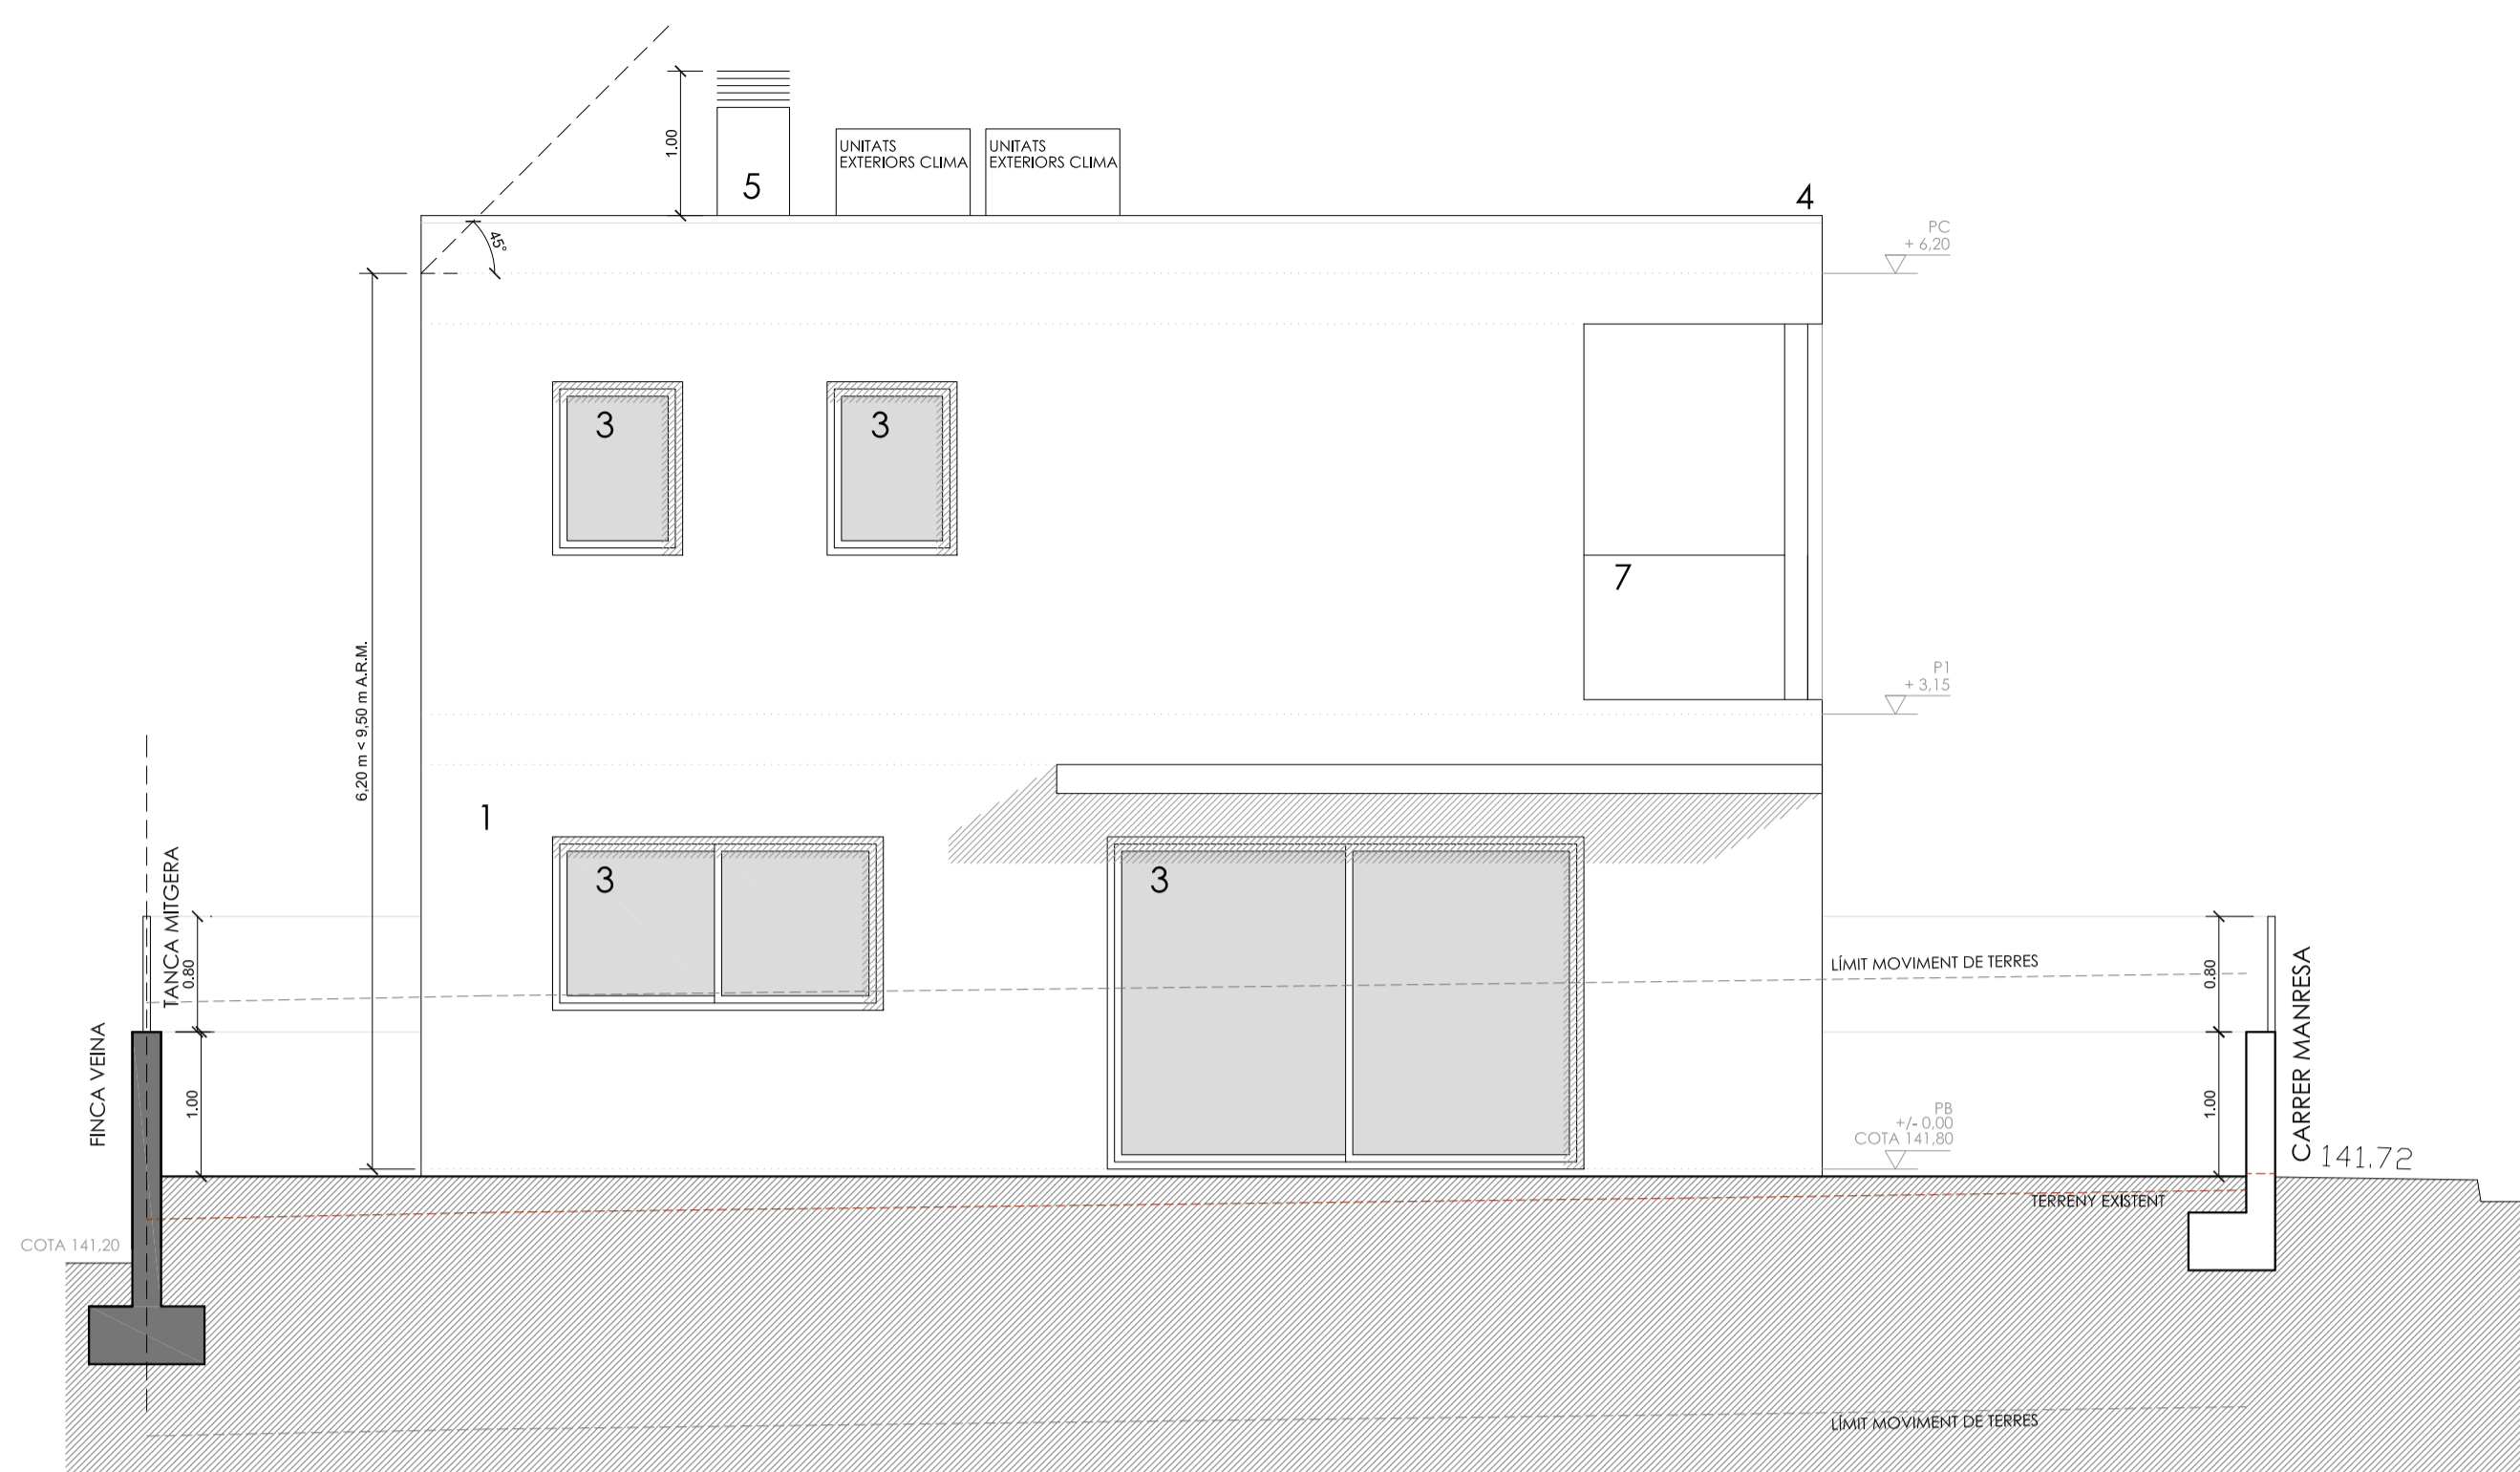 1.00
5
UNITATS
EXTERIORS CLIMA
UNITATS
EXTERIORS CLIMA
4
45°
PC
+ 6,20
3
3
7
P1
+ 3,15
6,20 m < 9,50 m A.R.M.
1
3
3
TANCA MITGERA
0.80
FINCA VEINA
1.00
LÍMIT MOVIMENT DE TERRES
0.80
1.00
CARRER MANRESA
PB
+/- 0,00
COTA 141,80
141.72
TERRENY EXISTENT
COTA 141,20
LÍMIT MOVIMENT DE TERRES